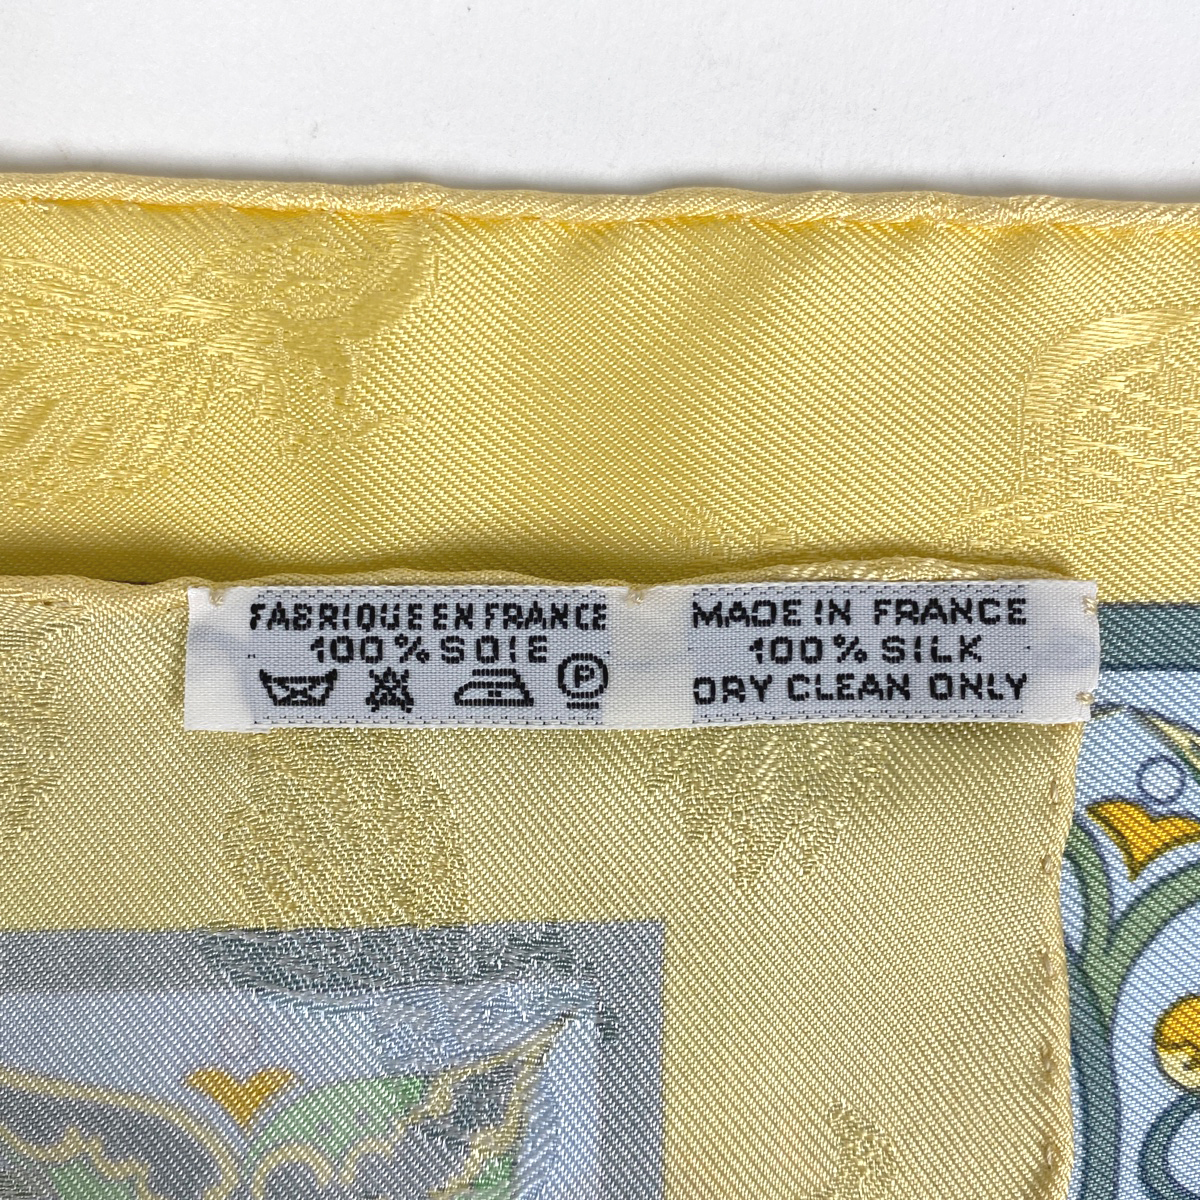 FABRIQUE EN FRANCE
100% SOIE
P
MADE IN FRANCE
100% SILK
DRY CLEAN ONLY